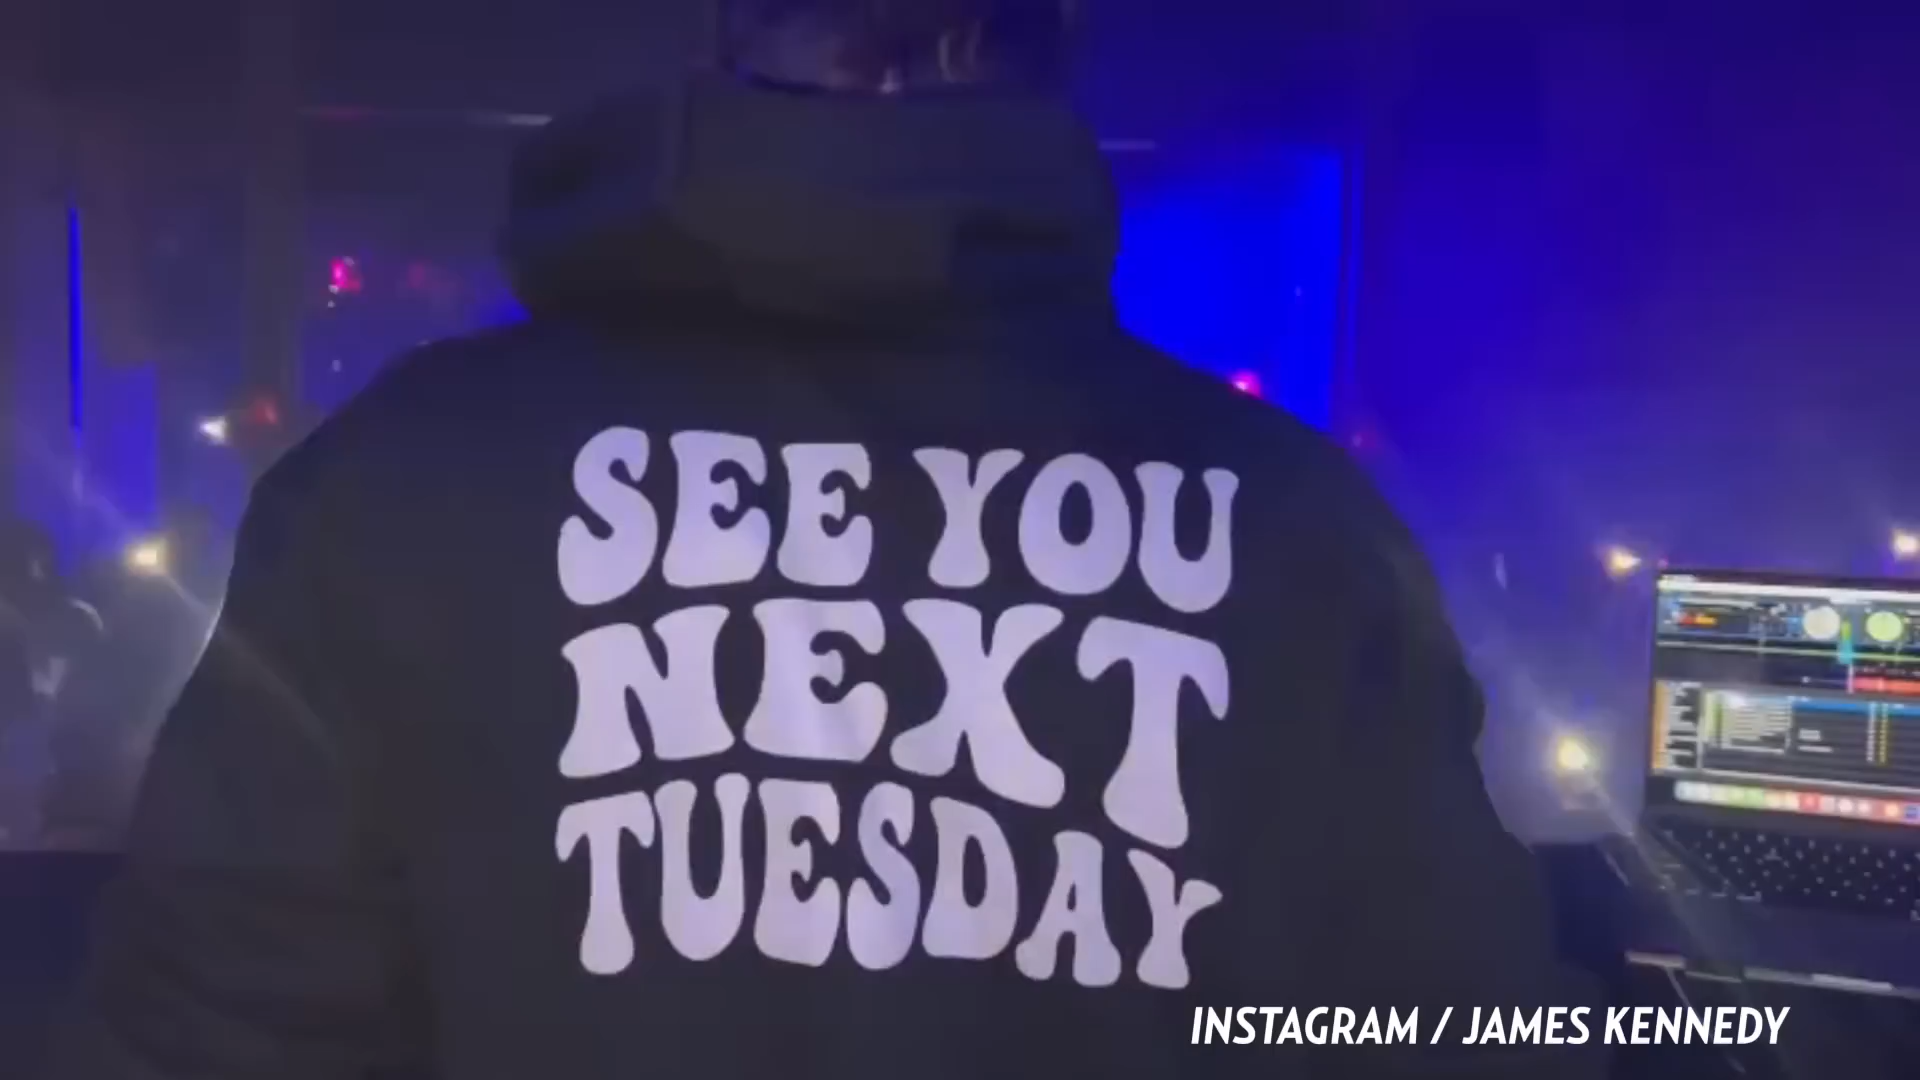 SEE YOU
NEXT
TUESDAY
INSTAGRAM / JAMES KENNEDY